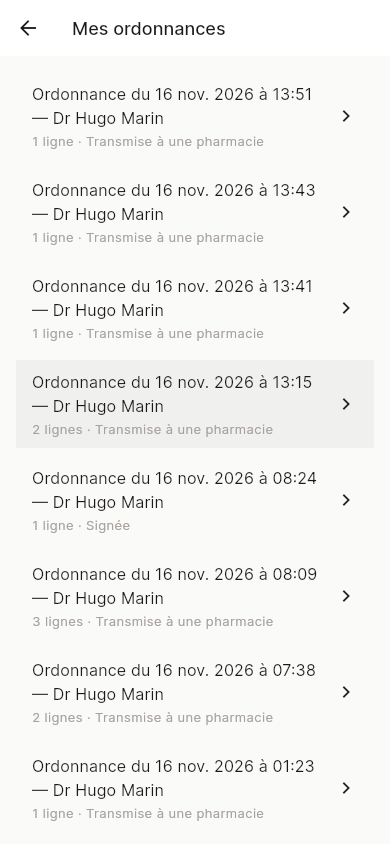 Mes ordonnances
Ordonnance du 16 nov. 2026 à 13:51
— Dr Hugo Marin
1 ligne · Transmise à une pharmacie
Ordonnance du 16 nov. 2026 à 13:43
— Dr Hugo Marin
1 ligne · Transmise à une pharmacie
Ordonnance du 16 nov. 2026 à 13:41
— Dr Hugo Marin
1 ligne · Transmise à une pharmacie
Ordonnance du 16 nov. 2026 à 13:15
— Dr Hugo Marin
2 lignes · Transmise à une pharmacie
Ordonnance du 16 nov. 2026 à 08:24
— Dr Hugo Marin
1 ligne · Signée
Ordonnance du 16 nov. 2026 à 08:09
— Dr Hugo Marin
3 lignes · Transmise à une pharmacie
Ordonnance du 16 nov. 2026 à 07:38
— Dr Hugo Marin
2 lignes · Transmise à une pharmacie
Ordonnance du 16 nov. 2026 à 01:23
— Dr Hugo Marin
1 ligne · Transmise à une pharmacie